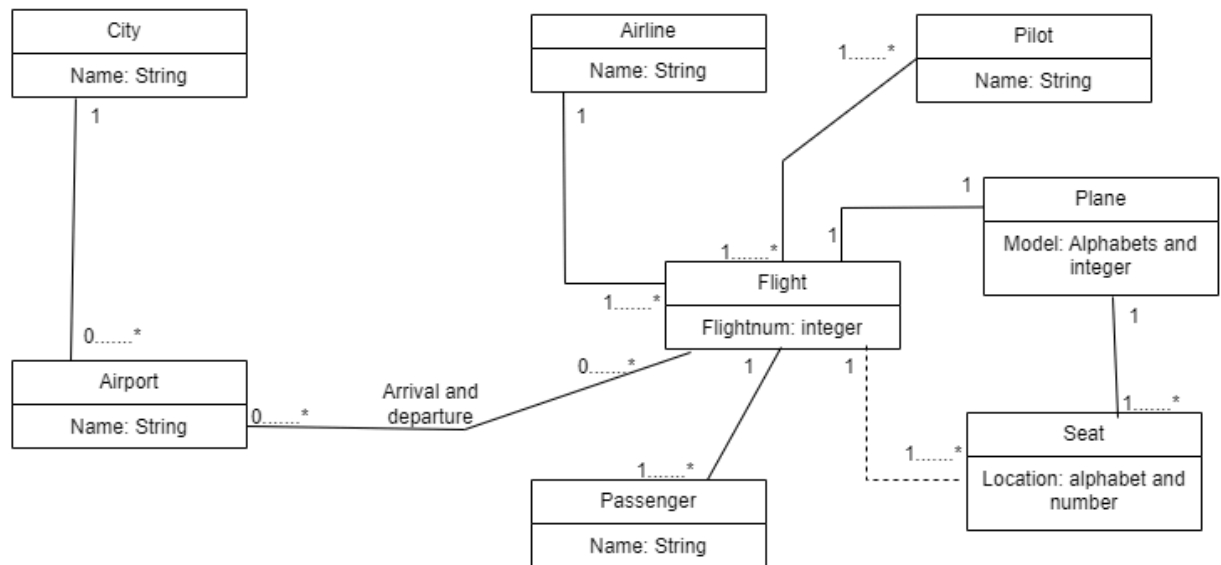 City
Name: String
1
Airline
Name: String
1
Pilot
Name: String
1.......*
Plane
Model: Alphabets and
integer
1
1
1
1.......*
Flight
Flightnum: integer
1.......*
0.......*
Airport
Name: String
0.......*
Arrival and
departure
0.......*
1
1
1.......*
Seat
Location: alphabet and
number
1.......*
1.......*
Passenger
Name: String